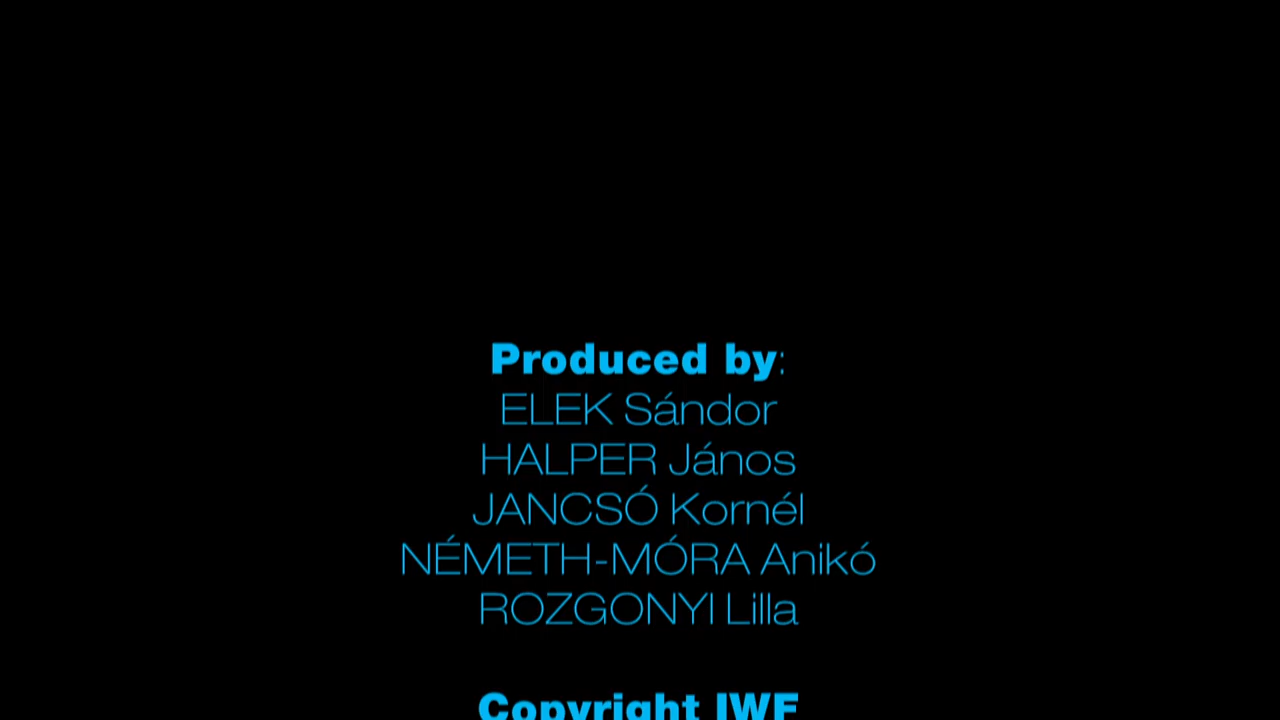 Produced by:
ELEK Sándor
HALPER János
JANCSÓ Kornél
NÉMETH-MÓRA Anikó
ROZGONYI Lilla
Copyright IWF